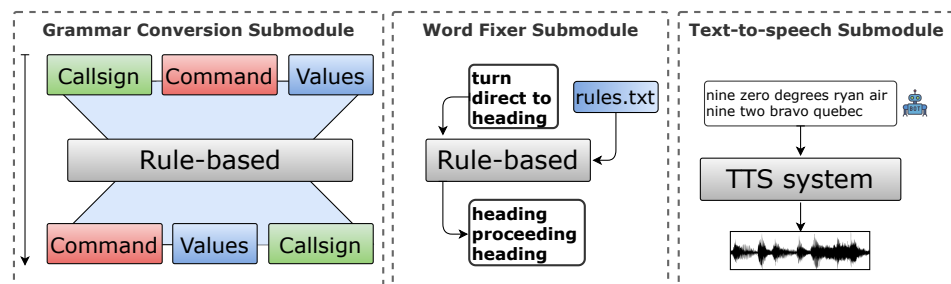 Grammar Conversion Submodule
Callsign
Command
Values
Rule-based
Command
Values
Callsign
Word Fixer Submodule
turn
direct to
heading
rules.txt
Rule-based
heading
proceeding
heading
Text-to-speech Submodule
nine zero degrees ryan air
nine two bravo quebec
BOT
TTS system